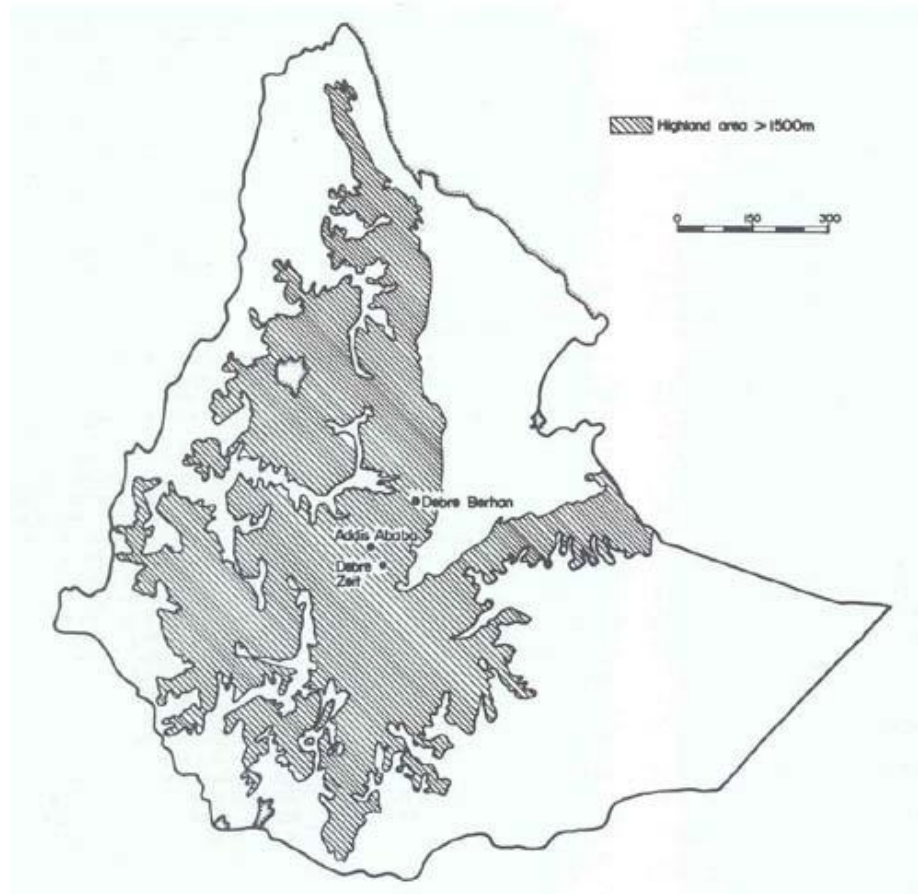 Highland area > 1500m
0 150 300
Debre Berhan
Addis Ababa
Debre
Zeit